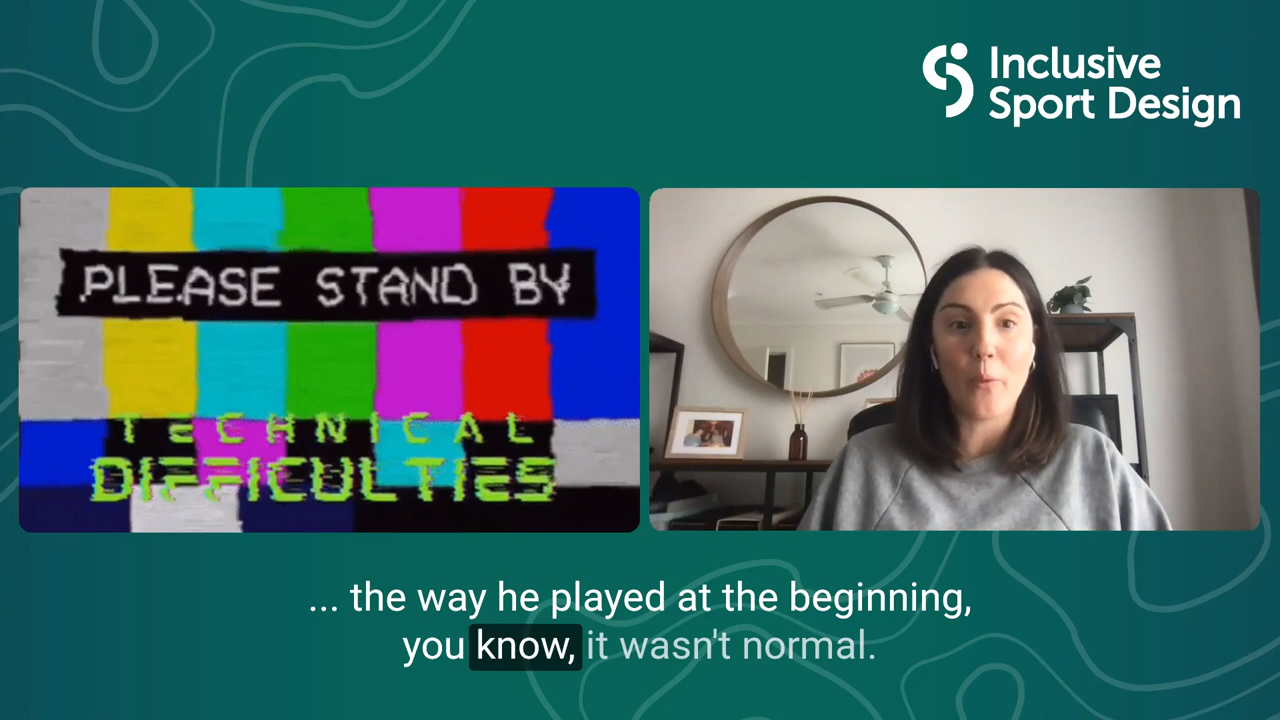 Inclusive
Sport Design
PLEASE STAND BY
TECHNICAL
DIFFICULTIES
... the way he played at the beginning,
you know, it wasn't normal.